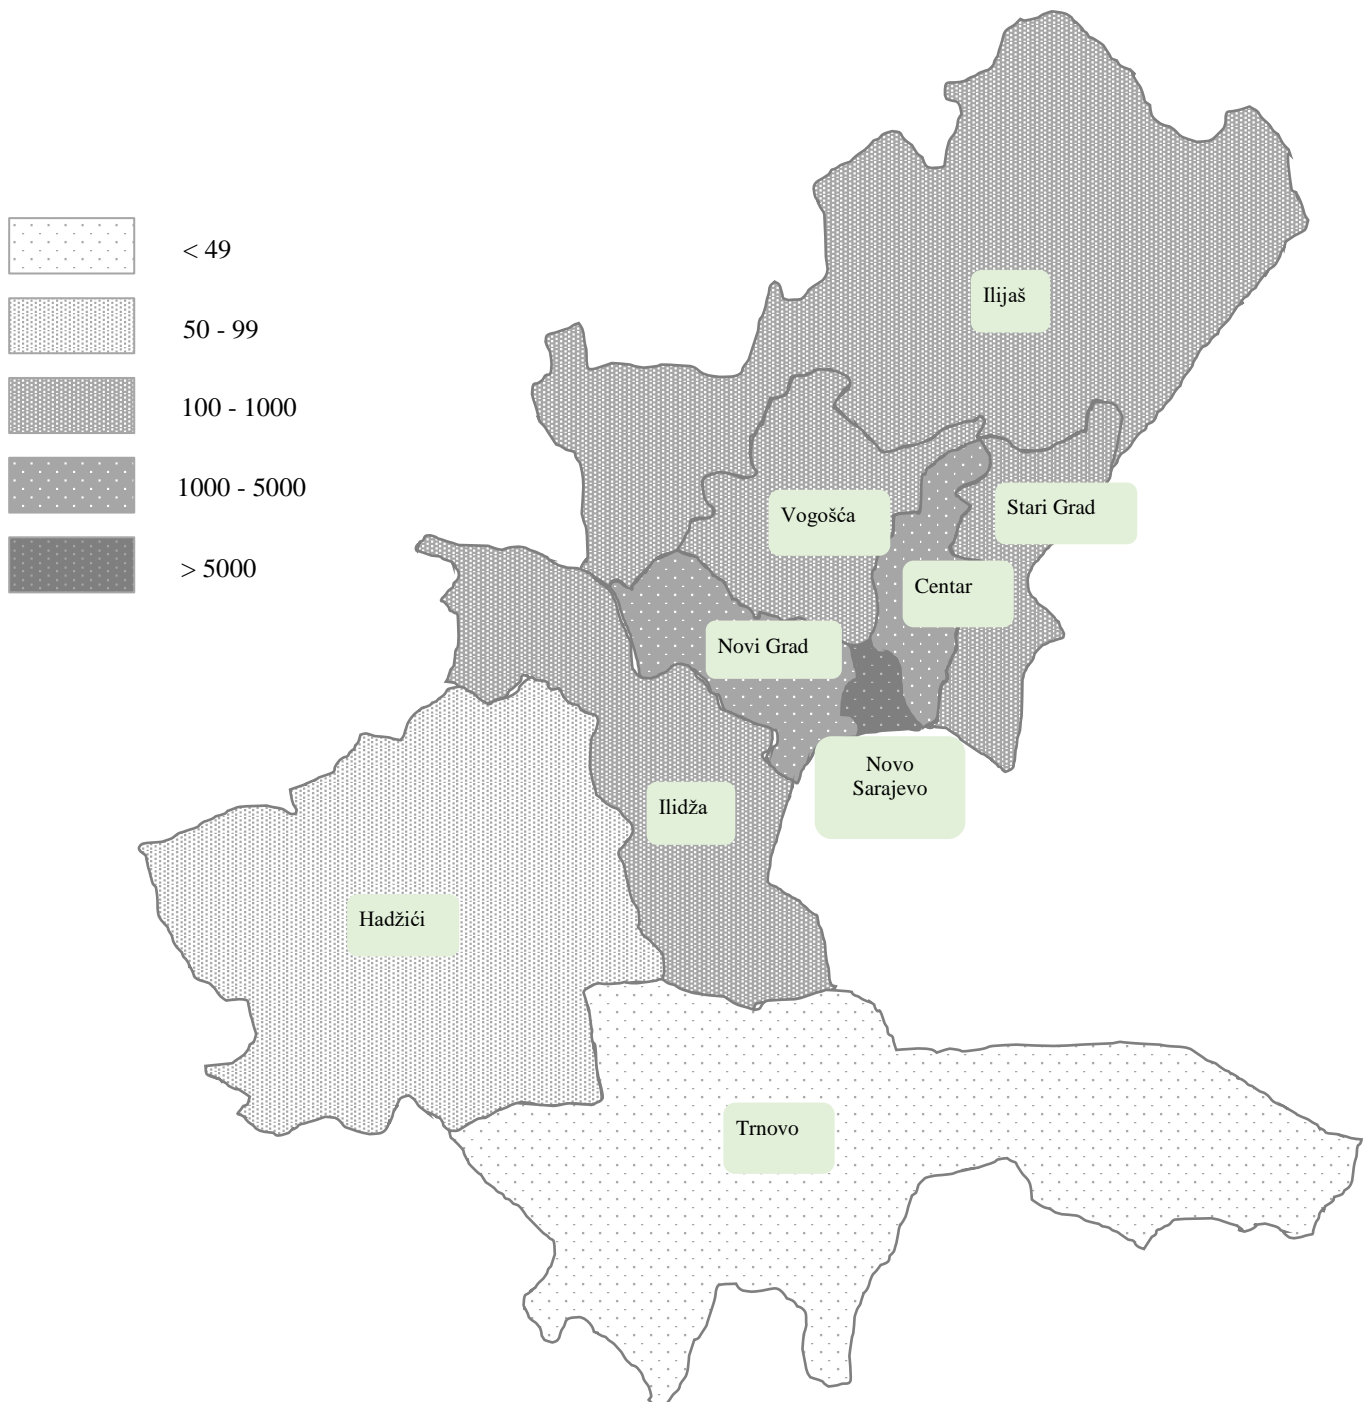 < 49
50 - 99
100 - 1000
1000 - 5000
> 5000
Ilijaš
Stari Grad
Vogošća
Centar
Novi Grad
Novo
Sarajevo
Ilidža
Hadžići
Trnovo